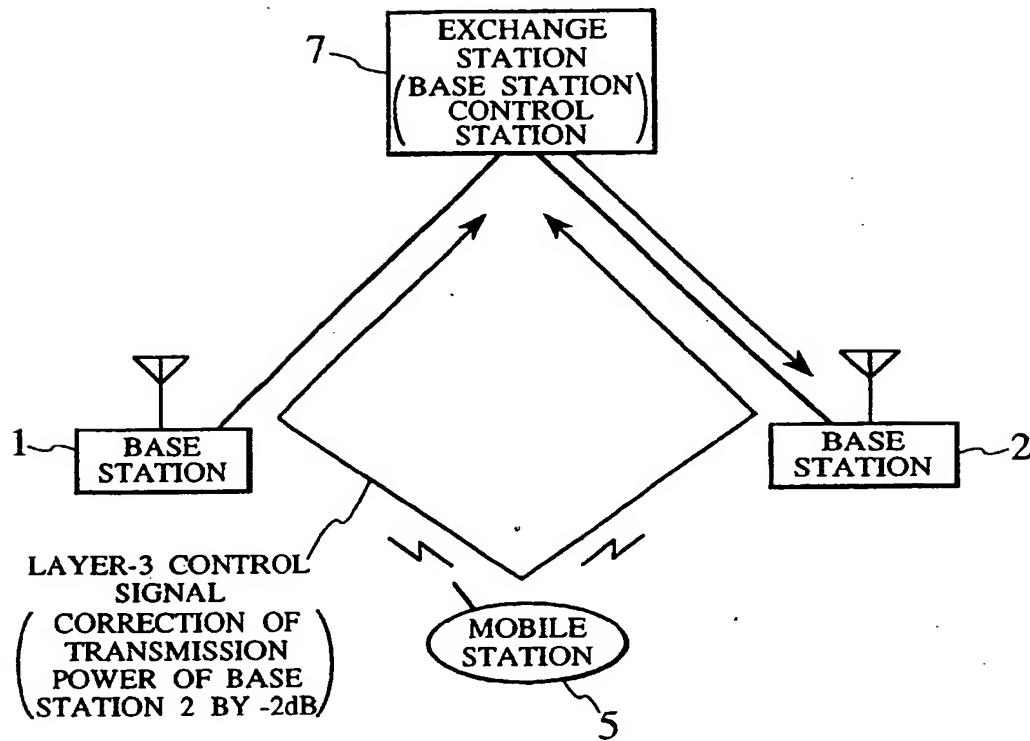 7
EXCHANGE
STATION
(BASE STATION
CONTROL
STATION)
1
BASE
STATION
BASE
STATION
2
LAYER-3 CONTROL
SIGNAL
(CORRECTION OF
TRANSMISSION
POWER OF BASE
STATION 2 BY -2dB)
MOBILE
STATION
5